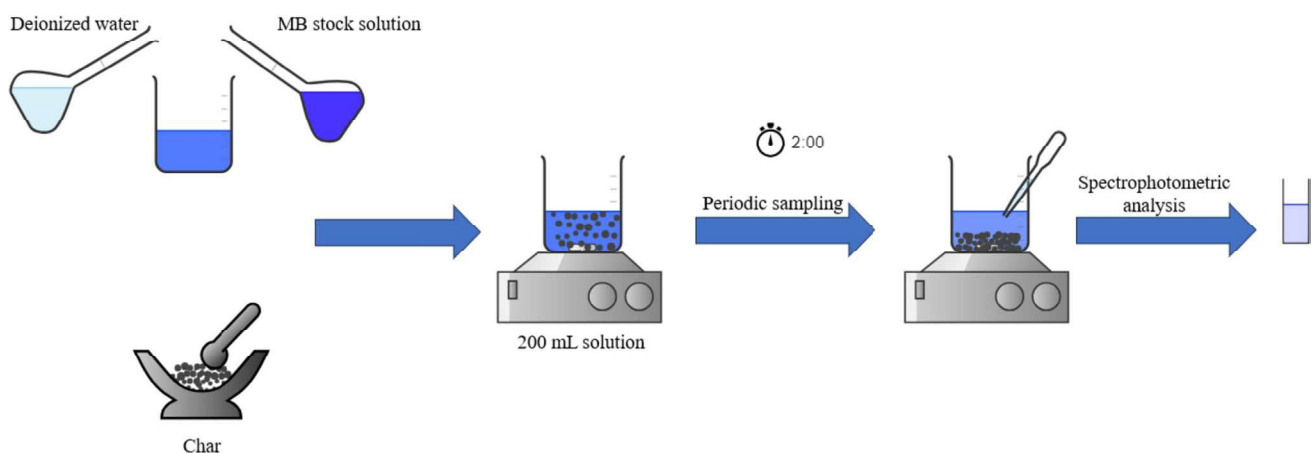 Deionized water
MB stock solution
Char
200 mL solution
2:00
Periodic sampling
Spectrophotometric
analysis